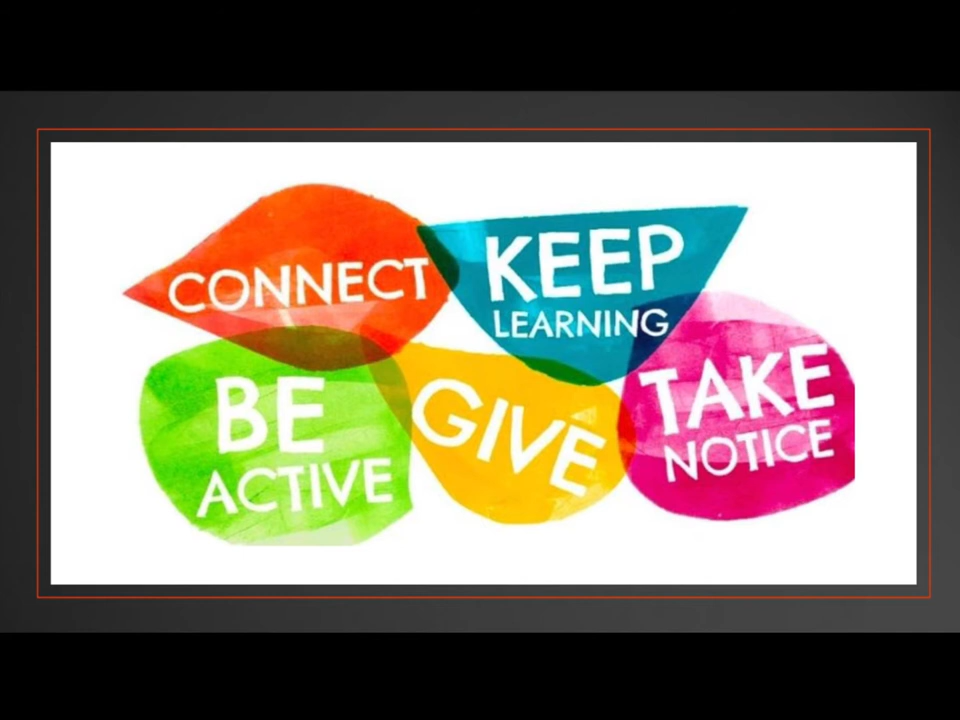 CONNECT
KEEP
LEARNING
BE
ACTIVE
GIVE
TAKE
NOTICE